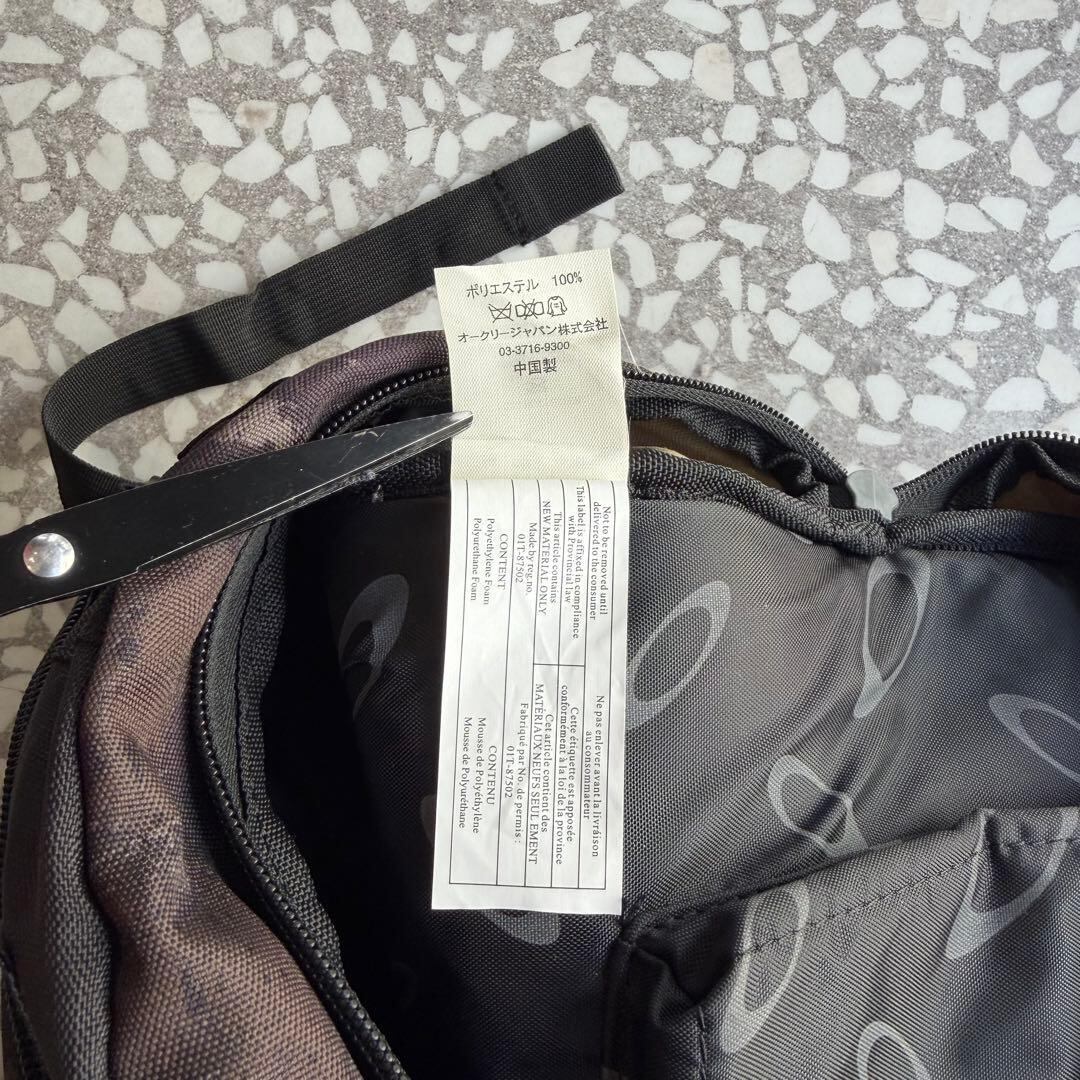 ポリエステル 100%
オークリージャパン株式会社
03-3716-9300
中国製
Not to be removed until
delivered to the consumer
This label is affixed in compliance
with Provincial law
This article contains
NEW MATERIAL ONLY
Made by reg.no.
01T-87502
CONTENT
Polyethylene Foam
Polyurethane Foam
Ne pas enlever avant la livráison
au consommateur
Cette étiquette est apposée
conformément à la loi de la province
Cet article contient des
MATÉRIAUX NEUFS SEUL EMENT
Fabriqué par No. de permis :
01T-87502
CONTENU
Mousse de Polyéthylène
Mousse de Polyuréthane